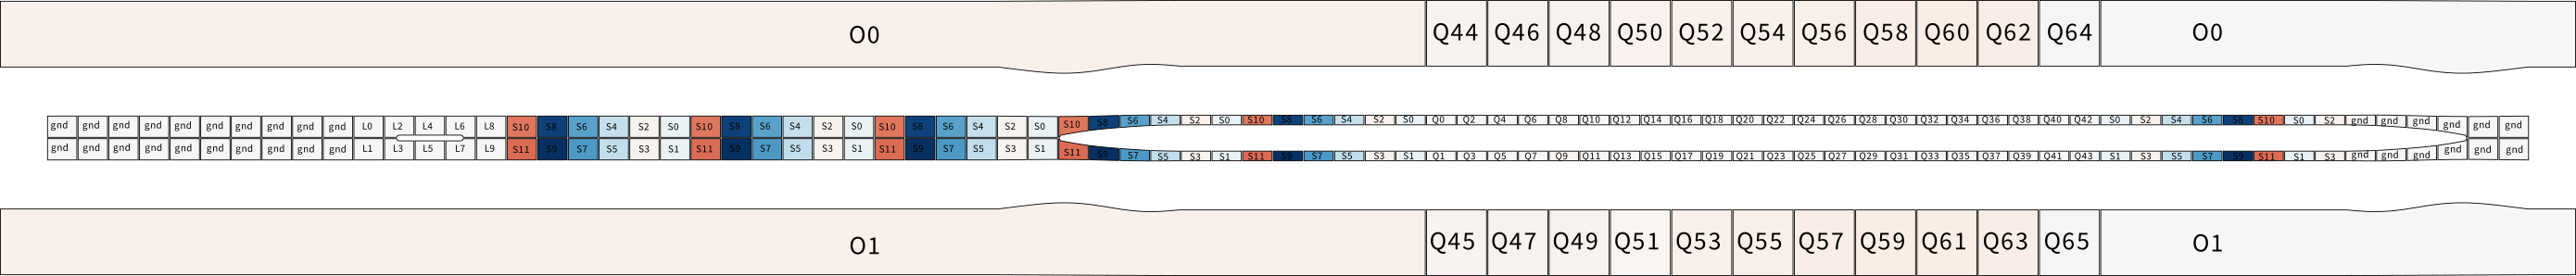 O0 Q44 Q46 Q48 Q50 Q52 Q54 Q56 Q58 Q60 Q62 Q64 O0
gnd gnd gnd gnd gnd gnd gnd gnd gnd gnd L0 L2 L4 L6 L8 S10 S8 S6 S4 S2 S0 S10 S8 S6 S4 S2 S0 S10 S8 S6 S4 S2 S0 S10 S8 S6 S4 S2 S0 S10 S8 S6 S4 S2 S0 Q0 Q2 Q4 Q6 Q8 Q10 Q12 Q14 Q16 Q18 Q20 Q22 Q24 Q26 Q28 Q30 Q32 Q34 Q36 Q38 Q40 Q42 S0 S2 S4 S6 S8 S10 S0 S2 gnd gnd gnd gnd gnd gnd
gnd gnd gnd gnd gnd gnd gnd gnd gnd gnd L1 L3 L5 L7 L9 S11 S9 S7 S5 S3 S1 S11 S9 S7 S5 S3 S1 S11 S9 S7 S5 S3 S1 S11 S9 S7 S5 S3 S1 S11 S9 S7 S5 S3 S1 Q1 Q3 Q5 Q7 Q9 Q11 Q13 Q15 Q17 Q19 Q21 Q23 Q25 Q27 Q29 Q31 Q33 Q35 Q37 Q39 Q41 Q43 S1 S3 S5 S7 S9 S11 S1 S3 gnd gnd gnd gnd gnd gnd
O1 Q45 Q47 Q49 Q51 Q53 Q55 Q57 Q59 Q61 Q63 Q65 O1